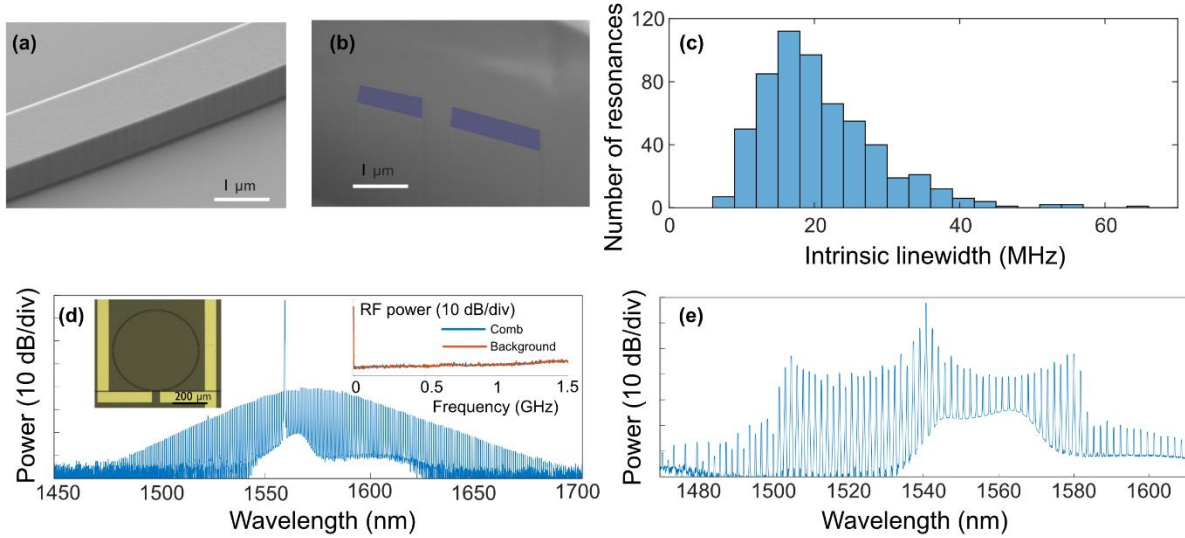 (a)
1 μm
(b)
1 μm
(c)
Number of resonances
120
80
40
0
0
20
40
60
Intrinsic linewidth (MHz)
(d)
Power (10 dB/div)
200 μm
RF power (10 dB/div)
Comb
Background
0
0.5
1
1.5
Frequency (GHz)
1450
1500
1550
1600
1650
1700
Wavelength (nm)
(e)
Power (10 dB/div)
1480
1500
1520
1540
1560
1580
1600
Wavelength (nm)